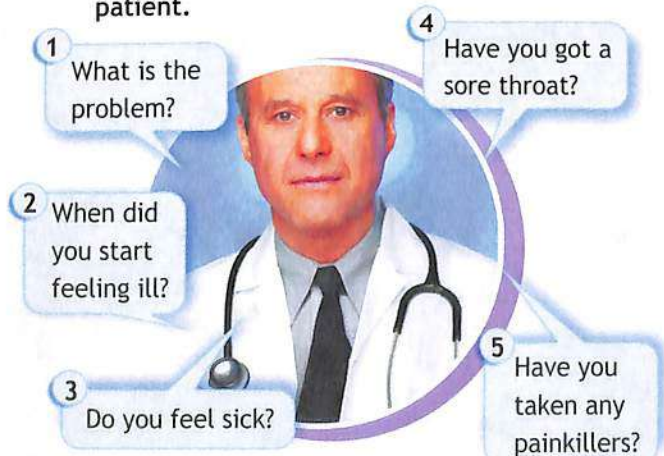 patient.
1
What is the
problem?
2
When did
you start
feeling ill?
3
Do you feel sick?
4
Have you got a
sore throat?
5
Have you
taken any
painkillers?